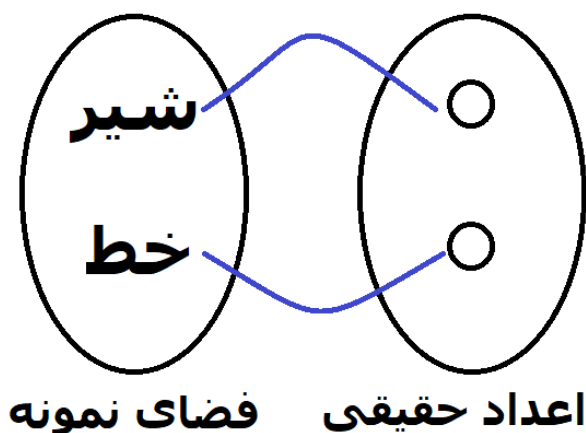 شیر
خط
اعداد حقیقی
فضای نمونه